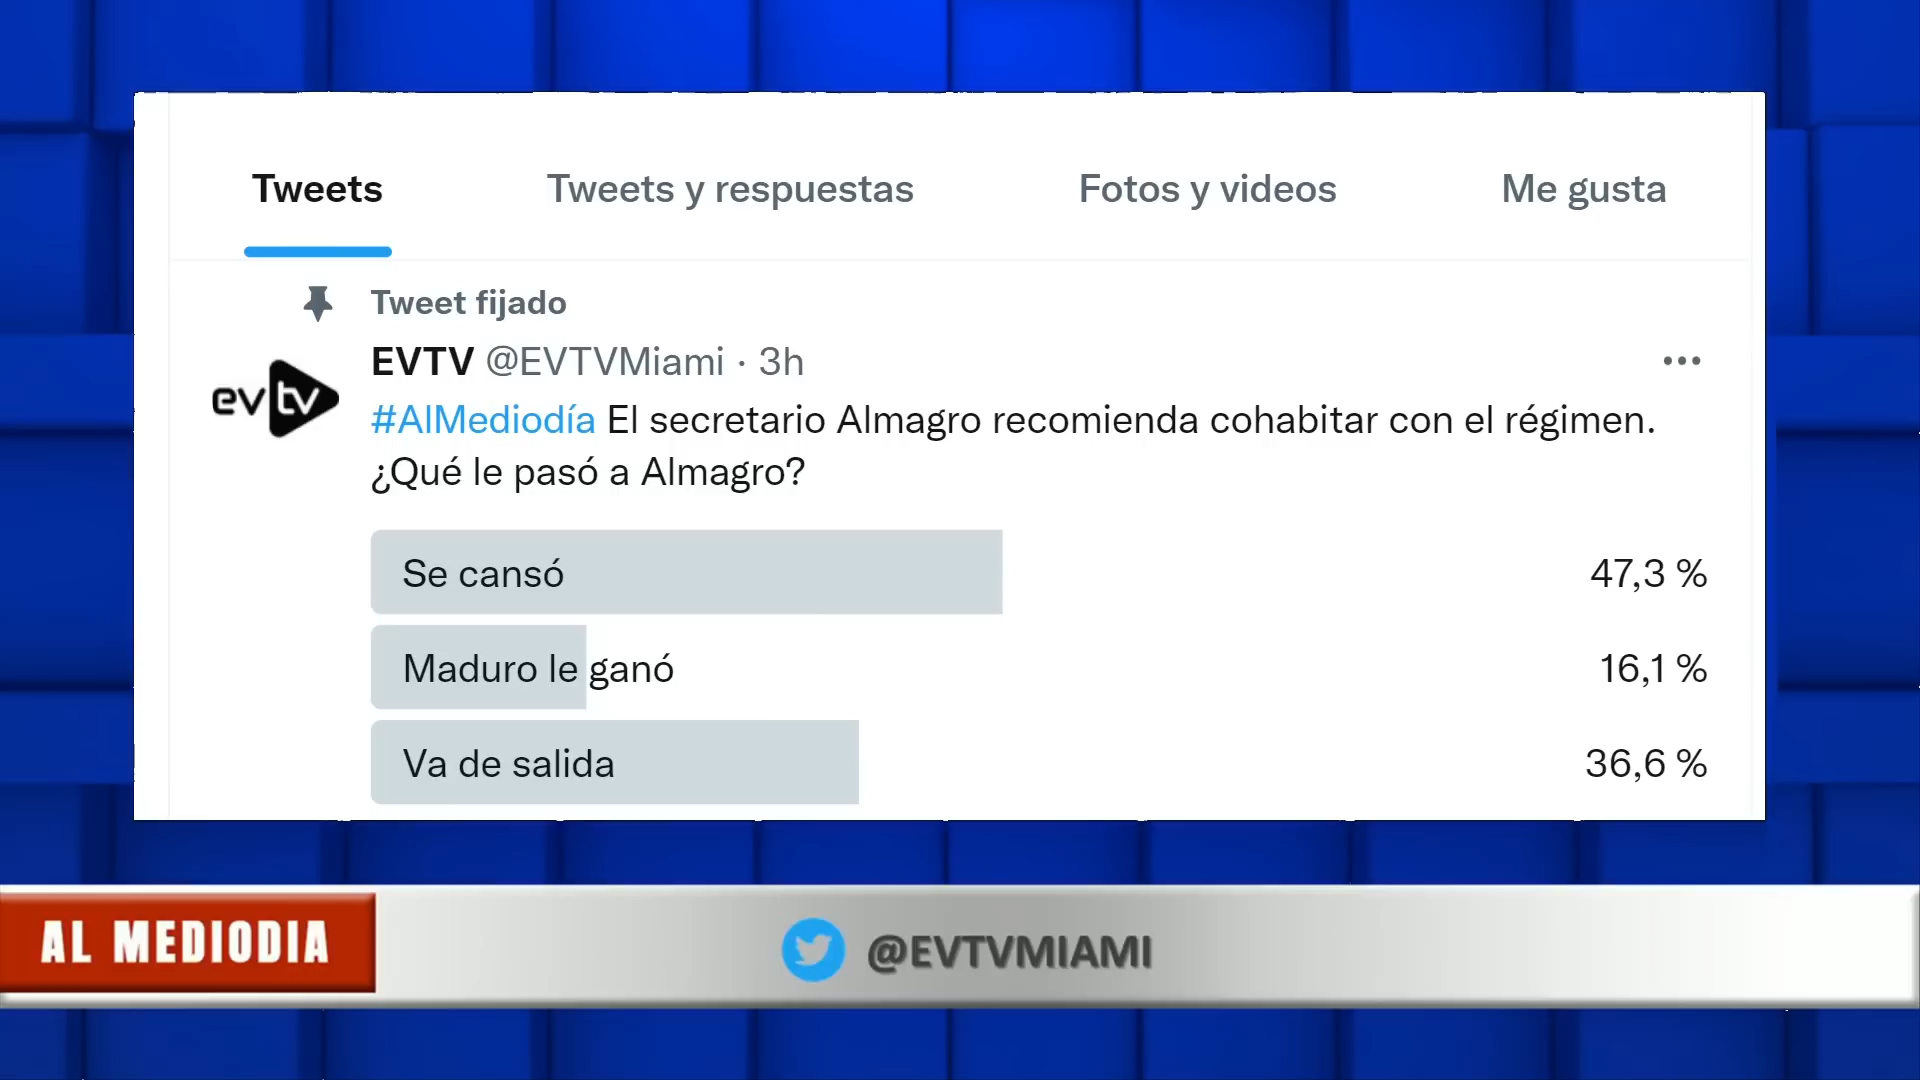 Tweets Tweets y respuestas Fotos y videos Me gusta
Tweet fijado
EVTV @EVTVMiami · 3h
evtv
#AlMediodía El secretario Almagro recomienda cohabitar con el régimen.
¿Qué le pasó a Almagro?
Se cansó 47,3 %
Maduro le ganó 16,1 %
Va de salida 36,6 %
AL MEDIODIA @EVTVMIAMI